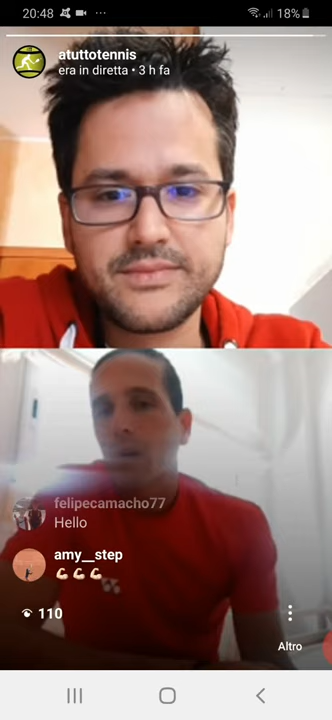 20:48
18%
atuttotennis
era in diretta • 3 h fa
felipecamacho77
Hello
amy__step
💪🏻💪🏻💪🏻
110
Altro